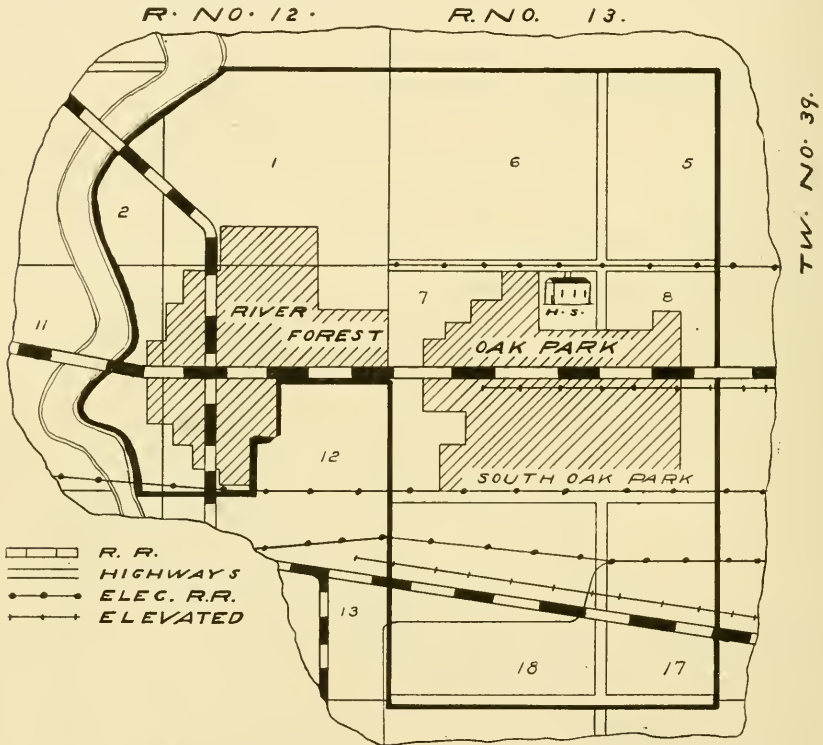 R. NO. 12. R. NO. 13.
TW. NO. 39.
1 6 5
2
7 8
11
RIVER
FOREST
H.S.
OAK PARK
12
SOUTH OAK PARK
R. R.
HIGHWAYS
ELEC. R.R.
ELEVATED
13
18 17